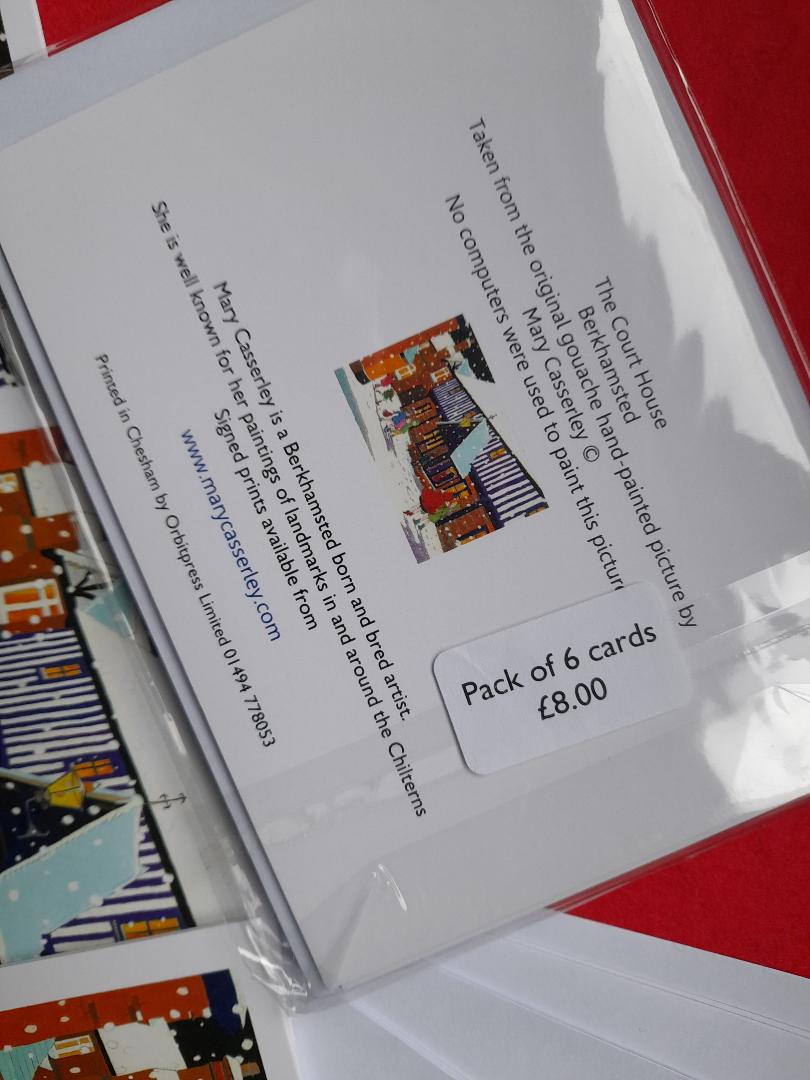 The Court House
Berkhamsted
Taken from the original gouache hand-painted picture by
Mary Casserley ©
No computers were used to paint this picture
Mary Casserley is a Berkhamsted born and bred artist.
She is well known for her paintings of landmarks in and around the Chilterns
Signed prints available from
www.marycasserley.com
Printed in Chesham by Orbitpress Limited 01494 778053
Pack of 6 cards
£8.00